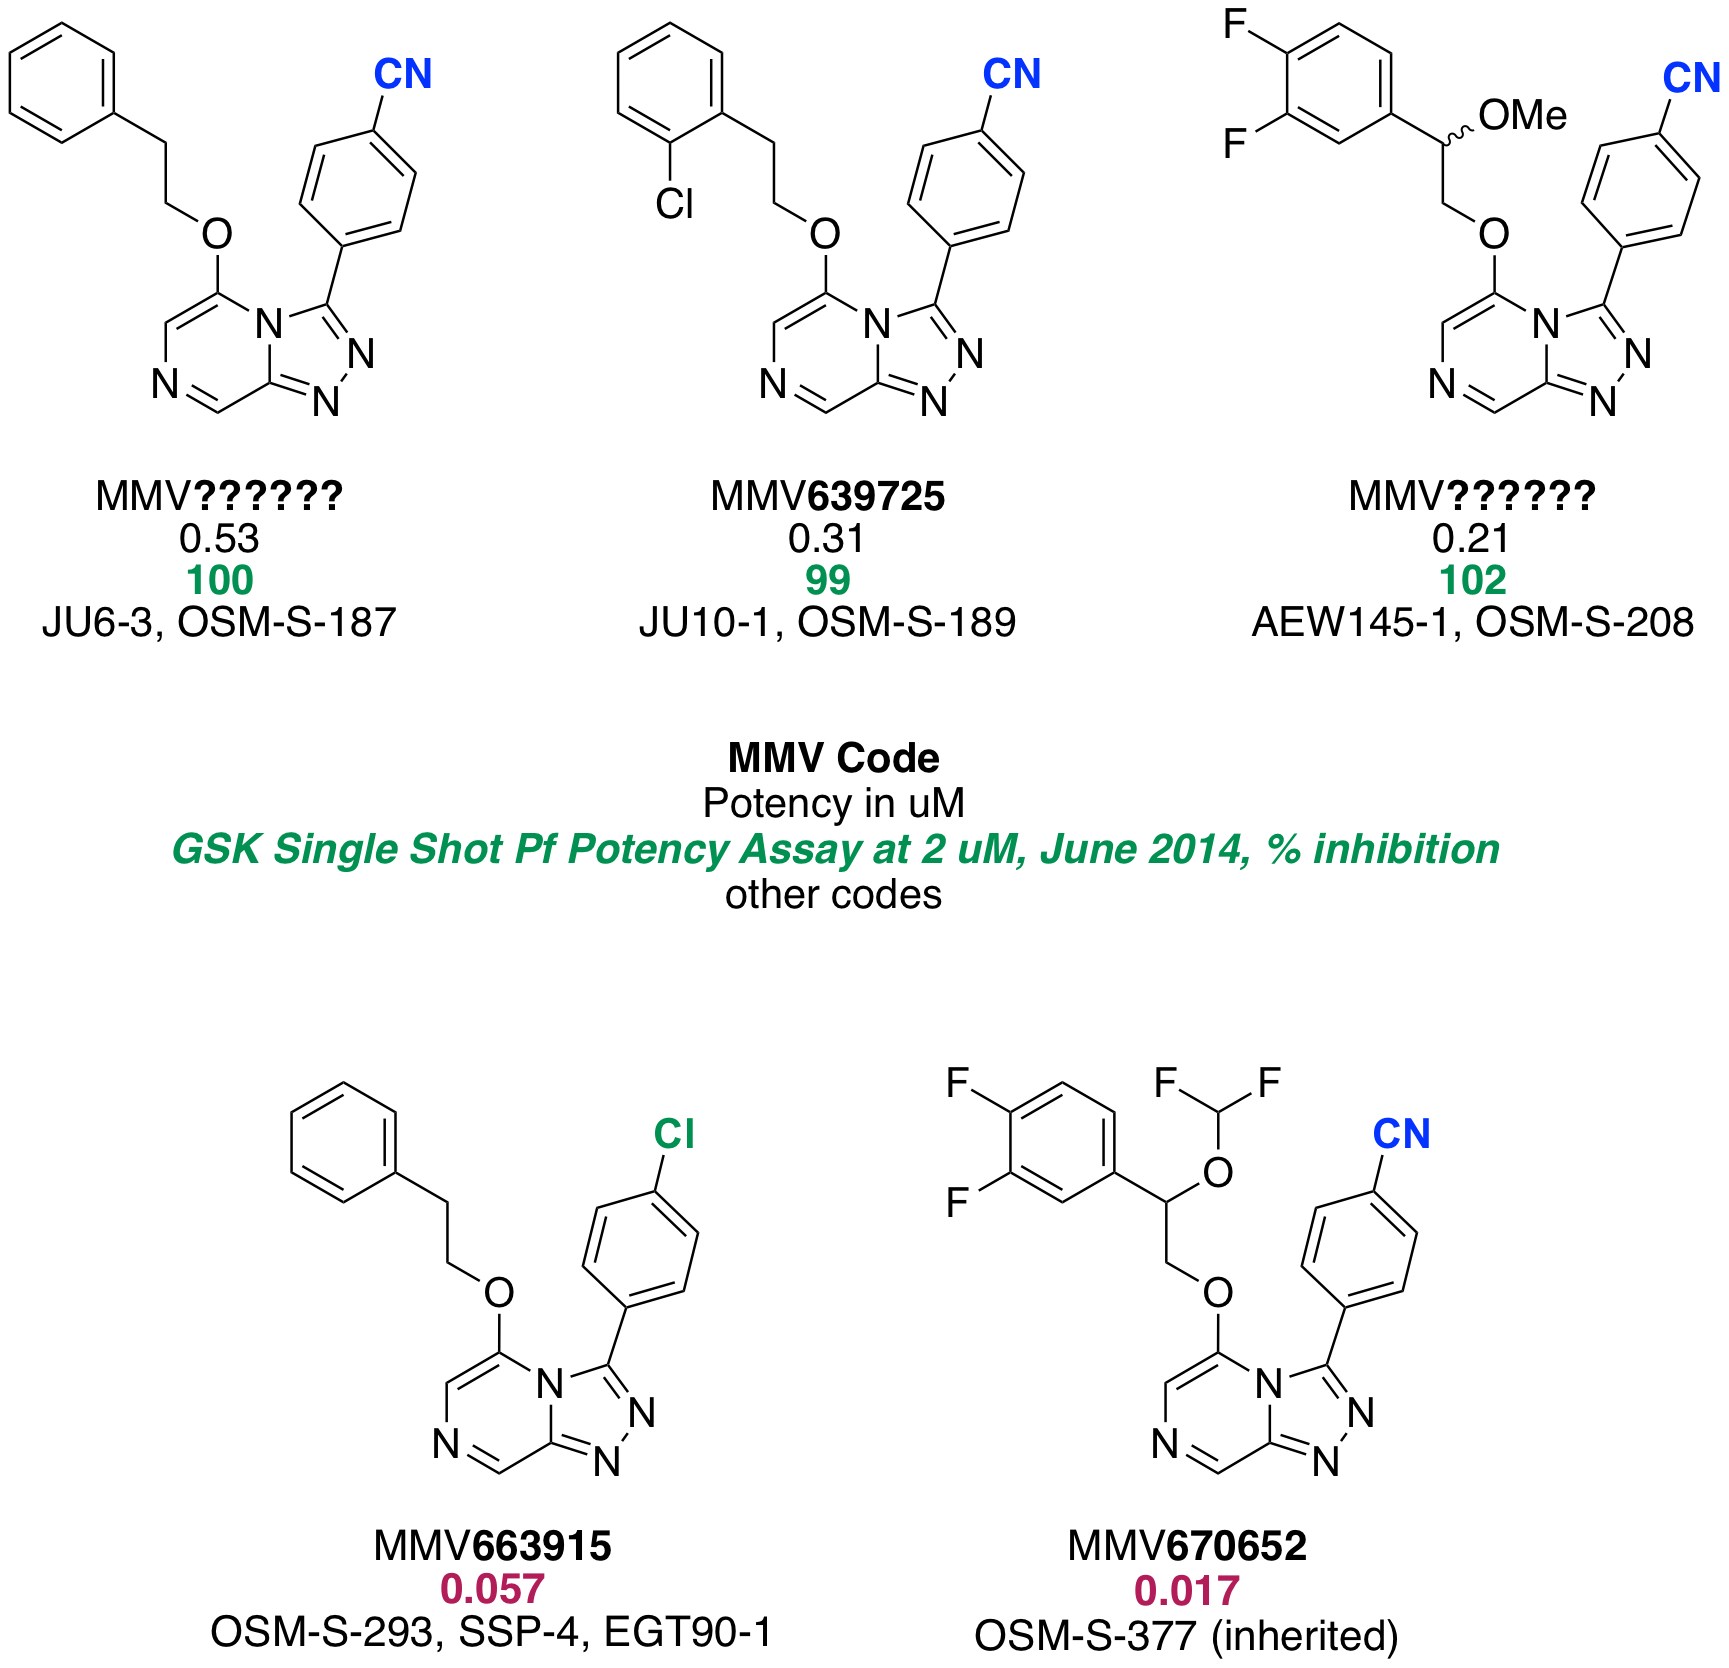 CN
Cl
O
N
N
N
N
MMV??????
0.53
100
JU6-3, OSM-S-187
CN
O
N
N
N
N
MMV639725
0.31
99
JU10-1, OSM-S-189
F
F
OMe
CN
O
N
N
N
N
MMV??????
0.21
102
AEW145-1, OSM-S-208
MMV Code
Potency in uM
GSK Single Shot Pf Potency Assay at 2 uM, June 2014, % inhibition
other codes
Cl
O
N
N
N
N
MMV663915
0.057
OSM-S-293, SSP-4, EGT90-1
F
F
F
F
O
CN
O
N
N
N
N
MMV670652
0.017
OSM-S-377 (inherited)